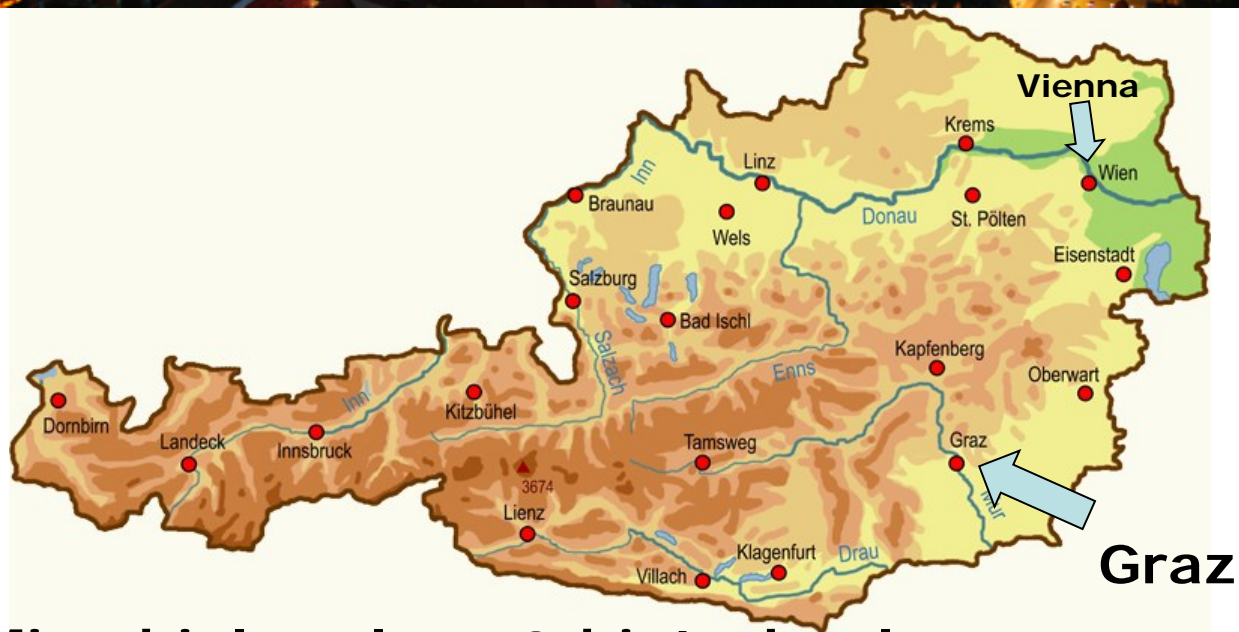 Vienna
Krems
Linz
Wien
Inn
Braunau
Donau
St. Pölten
Wels
Eisenstadt
Salzburg
Bad Ischl
Salzach
Kapfenberg
Enns
Oberwart
Inn
Kitzbühel
Dornbirn
Landeck
Innsbruck
Tamsweg
Graz
3674
Mur
Lienz
Klagenfurt
Drau
Villach
Graz